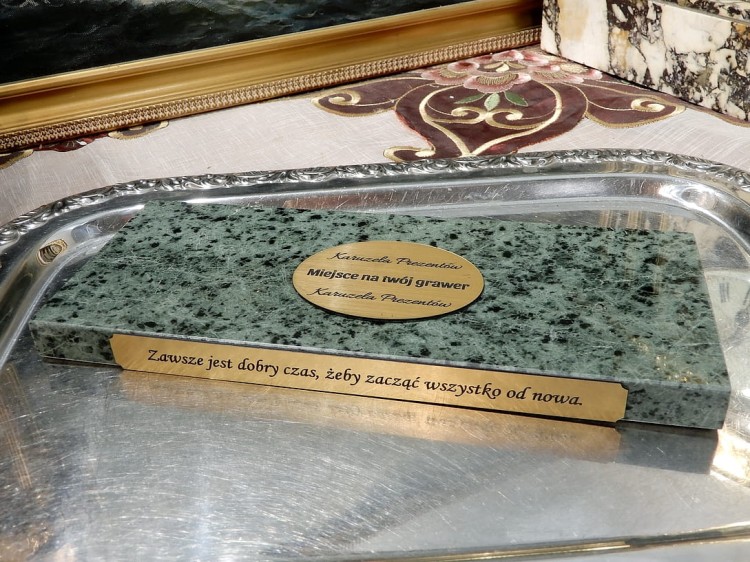 Karuzela Prezentów
Miejsce na twój grawer
Karuzela Prezentów
Zawsze jest dobry czas, żeby zacząć wszystko od nowa.